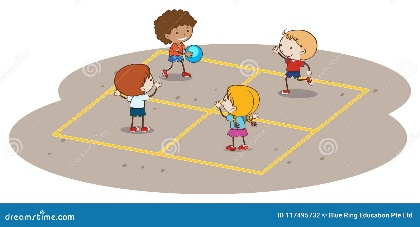 dreamstime.com
ID 117495732 © Blue Ring Education Pte Ltd